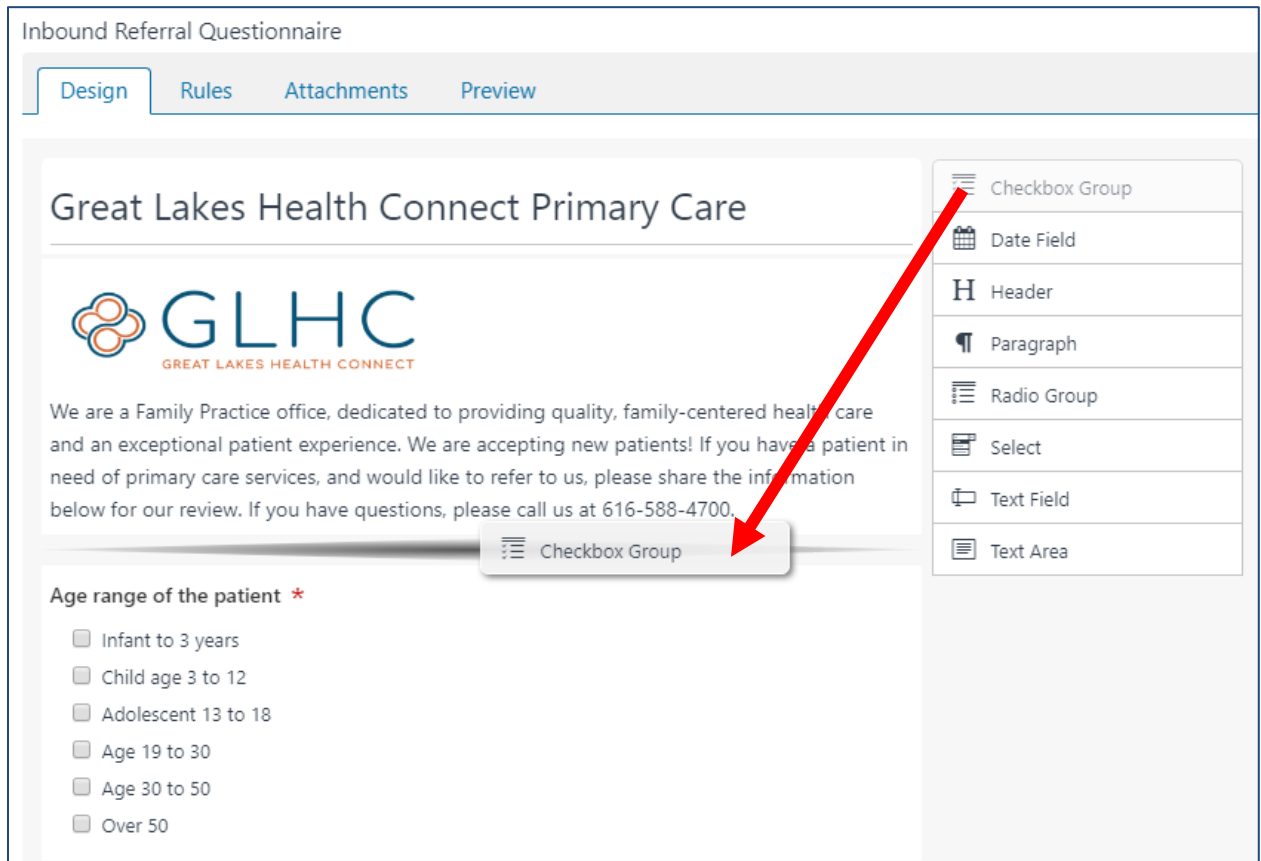 Inbound Referral Questionnaire
Design Rules Attachments Preview
Great Lakes Health Connect Primary Care
GLHC
GREAT LAKES HEALTH CONNECT
We are a Family Practice office, dedicated to providing quality, family-centered health care
and an exceptional patient experience. We are accepting new patients! If you have a patient in
need of primary care services, and would like to refer to us, please share the information
below for our review. If you have questions, please call us at 616-588-4700.
Checkbox Group
Age range of the patient *
Infant to 3 years
Child age 3 to 12
Adolescent 13 to 18
Age 19 to 30
Age 30 to 50
Over 50
Checkbox Group
Date Field
H Header
¶ Paragraph
Radio Group
Select
Text Field
Text Area